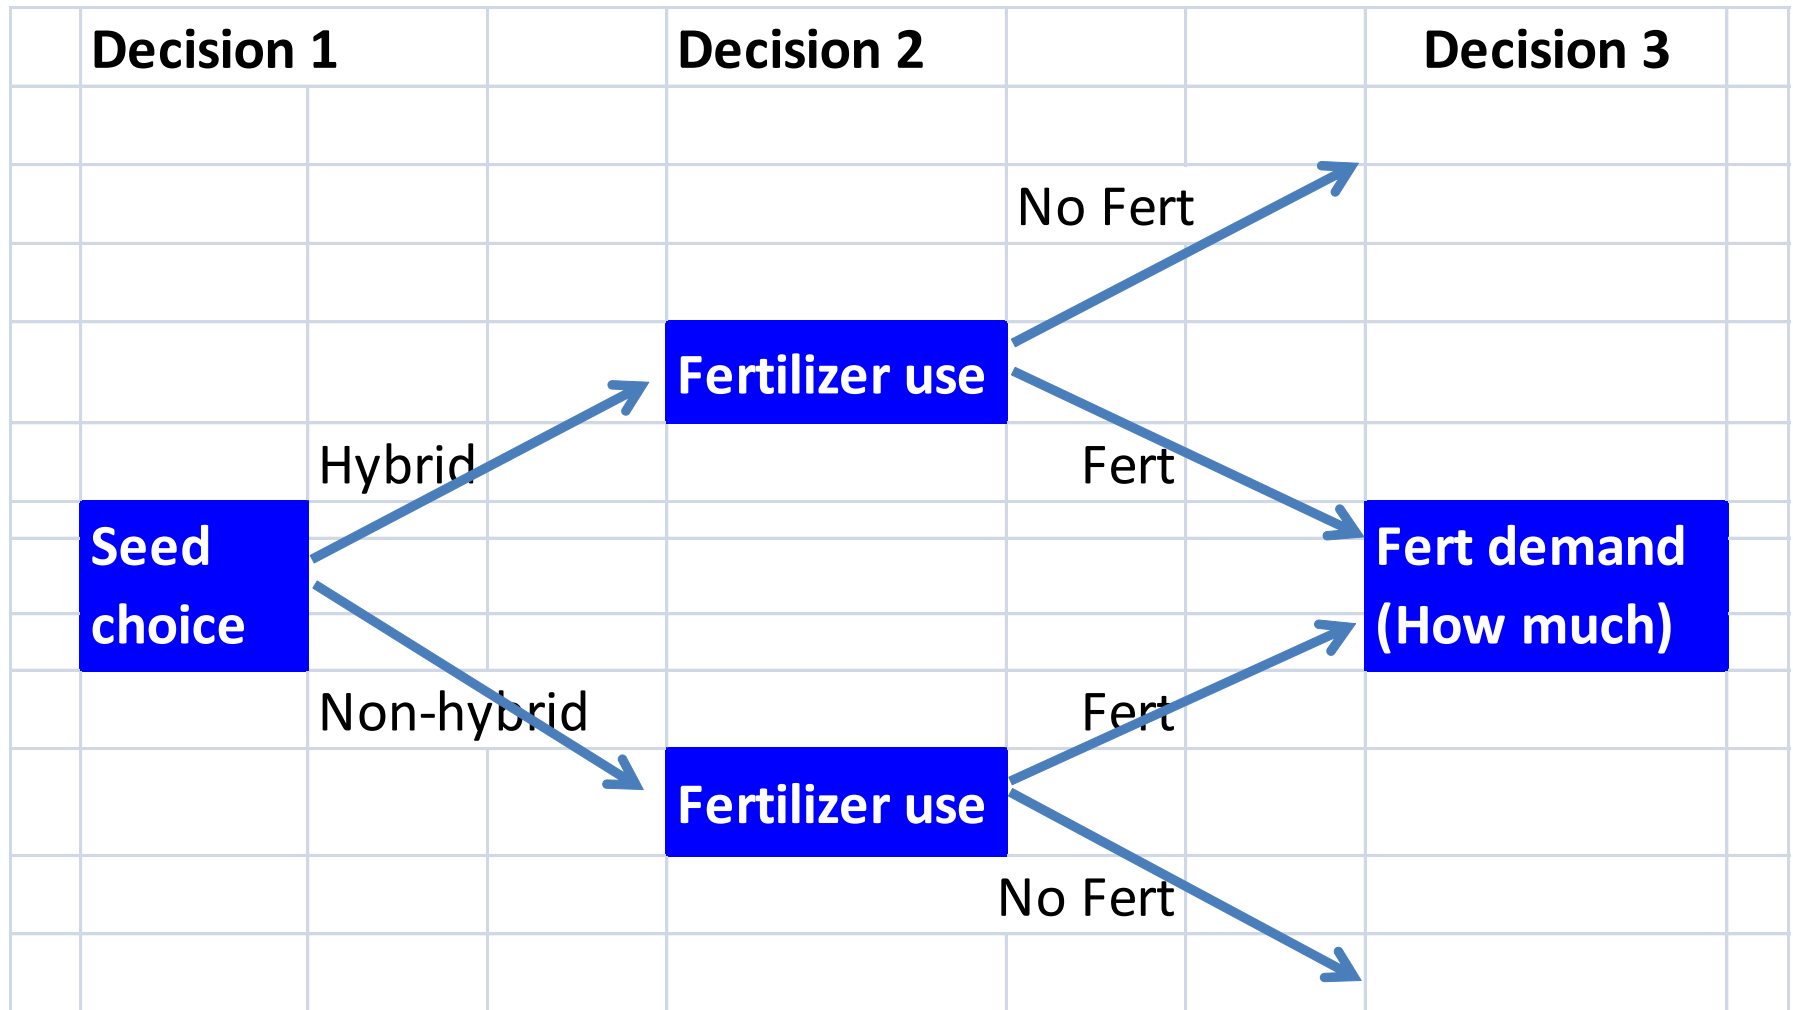 Decision 1
Decision 2
Decision 3
No Fert
Fertilizer use
Hybrid
Fert
Seed
choice
Fert demand
(How much)
Non-hybrid
Fert
Fertilizer use
No Fert